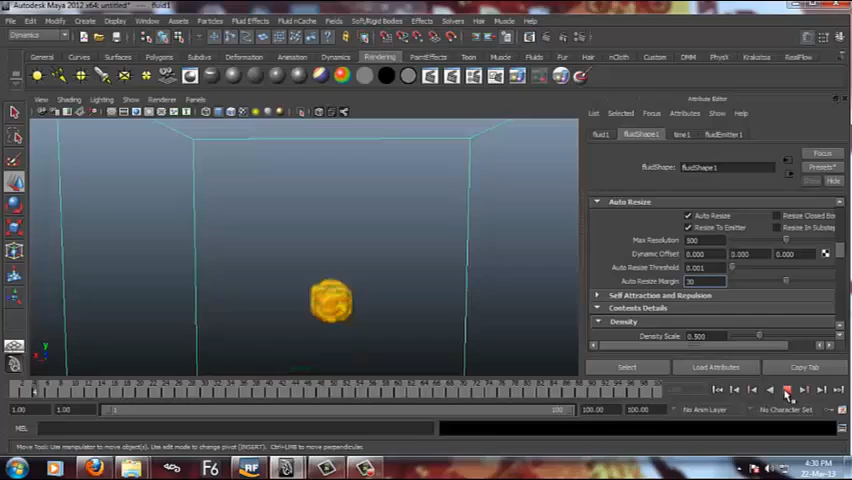 Autodesk Maya 2012 x64: untitled* --- fluid1
Edit Modify Create Display Window Assets Particles Fluid Effects Fluid nCache Fields Soft/Rigid Bodies Effects Solvers Hair Muscle Help
Dynamics
General Curves Surfaces Polygons Subdivs Deformation Animation Dynamics Rendering PaintEffects Toon Muscle Fluids Fur Hair nCloth Custom DMM PhysX Krakatoa RealFlow
View Shading Lighting Show Renderer Panels
Attribute Editor
List Selected Focus Attributes Show Help
fluid1 fluidShape1 time1 fluidEmitter1
Focus
fluidShape: fluidShape1
Presets*
Show Hide
Auto Resize
Auto Resize Resize Closed Bo
Resize To Emitter Resize In Substep
Max Resolution 500
Dynamic Offset 0.000 0.000 0.000
Auto Resize Threshold 0.001
Auto Resize Margin 30
Self Attraction and Repulsion
Contents Details
Density
Density Scale 0.500
Select Load Attributes Copy Tab
1.00 1.00 1 100 100.00 100.00 No Anim Layer No Character Set
MEL
Move Tool: Use manipulator to move object(s). Use edit mode to change pivot (INSERT). Ctrl+LMB to move perpendicular.
F6 RF
4:30 PM
22-Mar-13